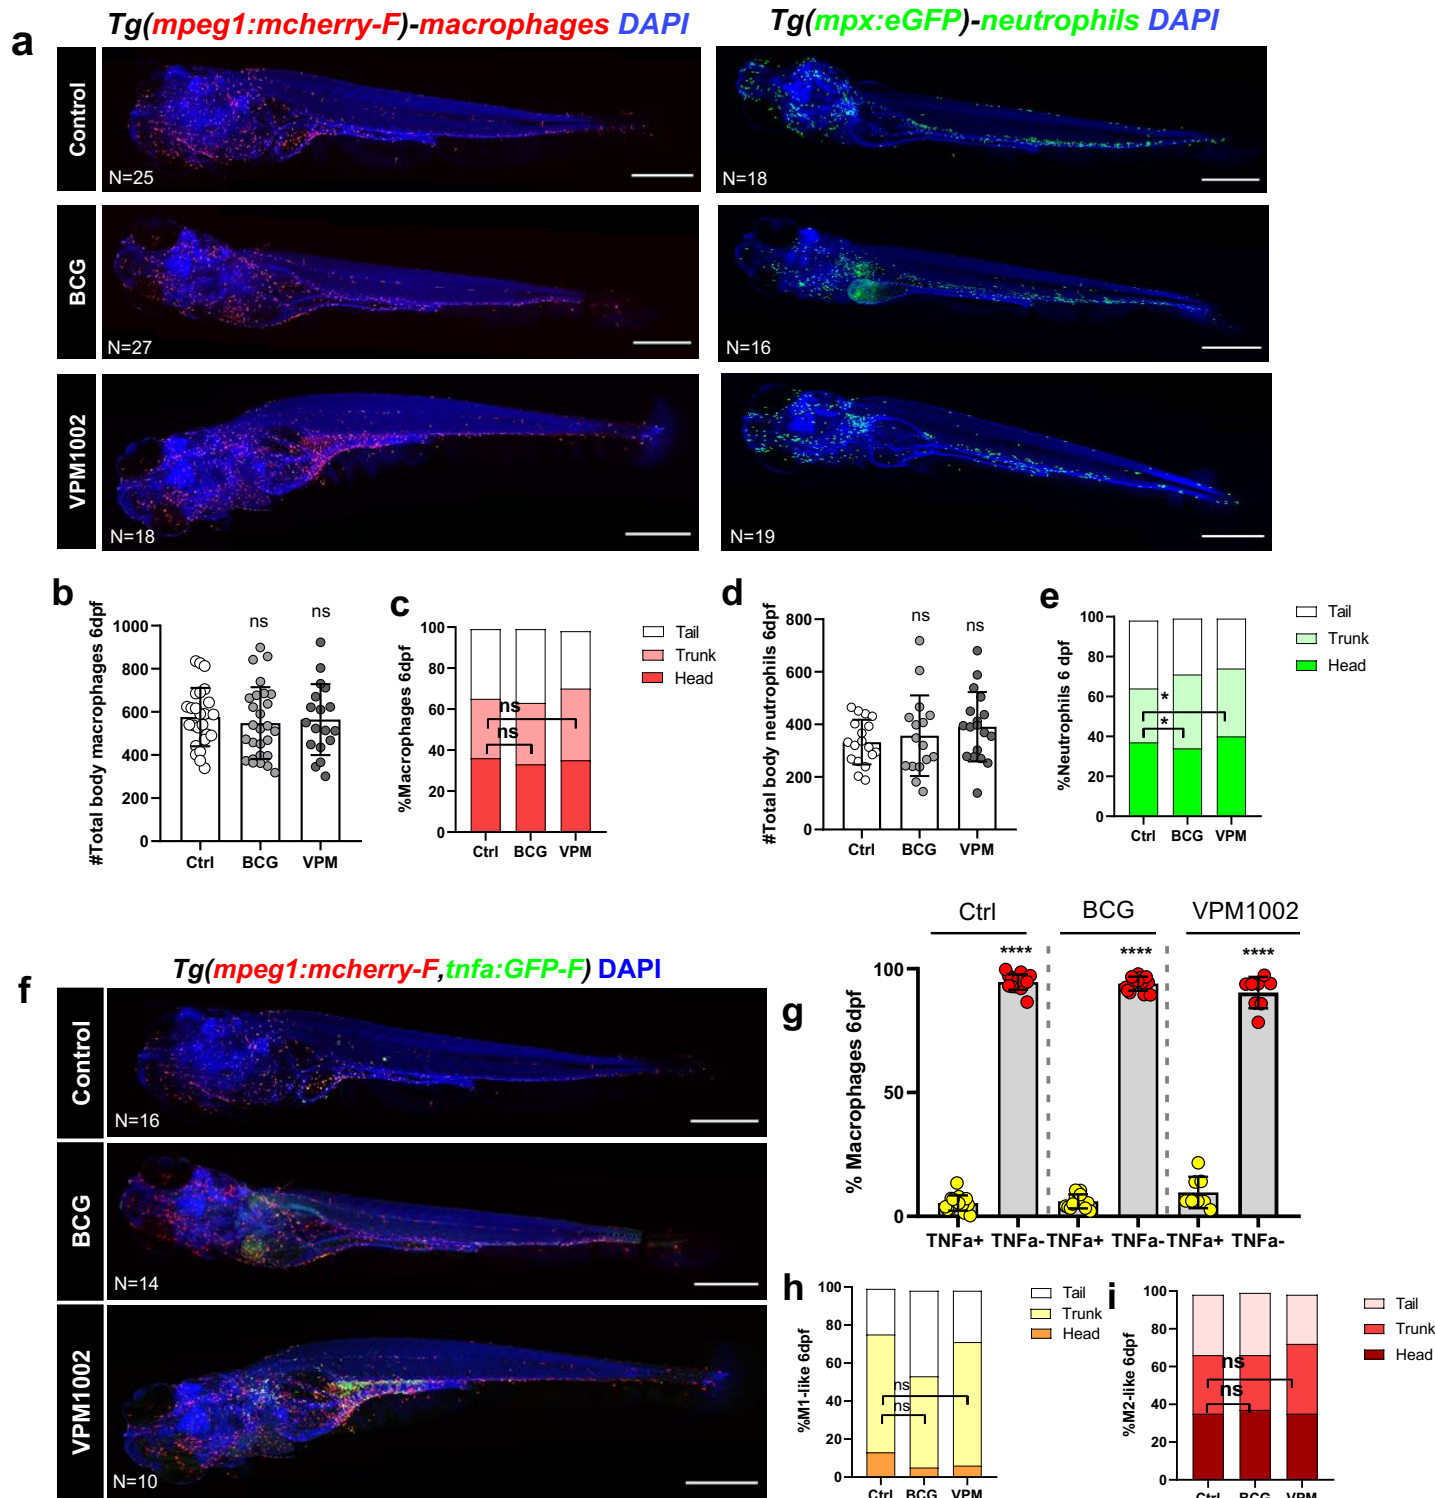 a
Tg(mpeg1:mcherry-F)-macrophages DAPI
Tg(mpx:eGFP)-neutrophils DAPI
Control
N=25
N=18
BCG
N=27
N=16
VPM1002
N=18
N=19
b
#Total body macrophages 6dpf
1000
800
600
400
200
0
ns
ns
Ctrl BCG VPM
c
%Macrophages 6dpf
100
80
60
40
20
0
ns
ns
Ctrl BCG VPM
Tail
Trunk
Head
d
#Total body neutrophils 6dpf
800
600
400
200
0
ns
ns
Ctrl BCG VPM
e
%Neutrophils 6 dpf
100
80
60
40
20
0
*
*
Ctrl BCG VPM
Tail
Trunk
Head
f
Tg(mpeg1:mcherry-F,tnfa:GFP-F) DAPI
Control
N=16
BCG
N=14
VPM1002
N=10
g
Ctrl BCG VPM1002
**** **** ****
% Macrophages 6dpf
100
50
0
TNFa+ TNFa- TNFa+ TNFa- TNFa+ TNFa-
h
%M1-like 6dpf
100
80
60
40
20
0
ns
ns
Ctrl BCG VPM
Tail
Trunk
Head
i
%M2-like 6dpf
100
80
60
40
20
0
ns
ns
Ctrl BCG VPM
Tail
Trunk
Head